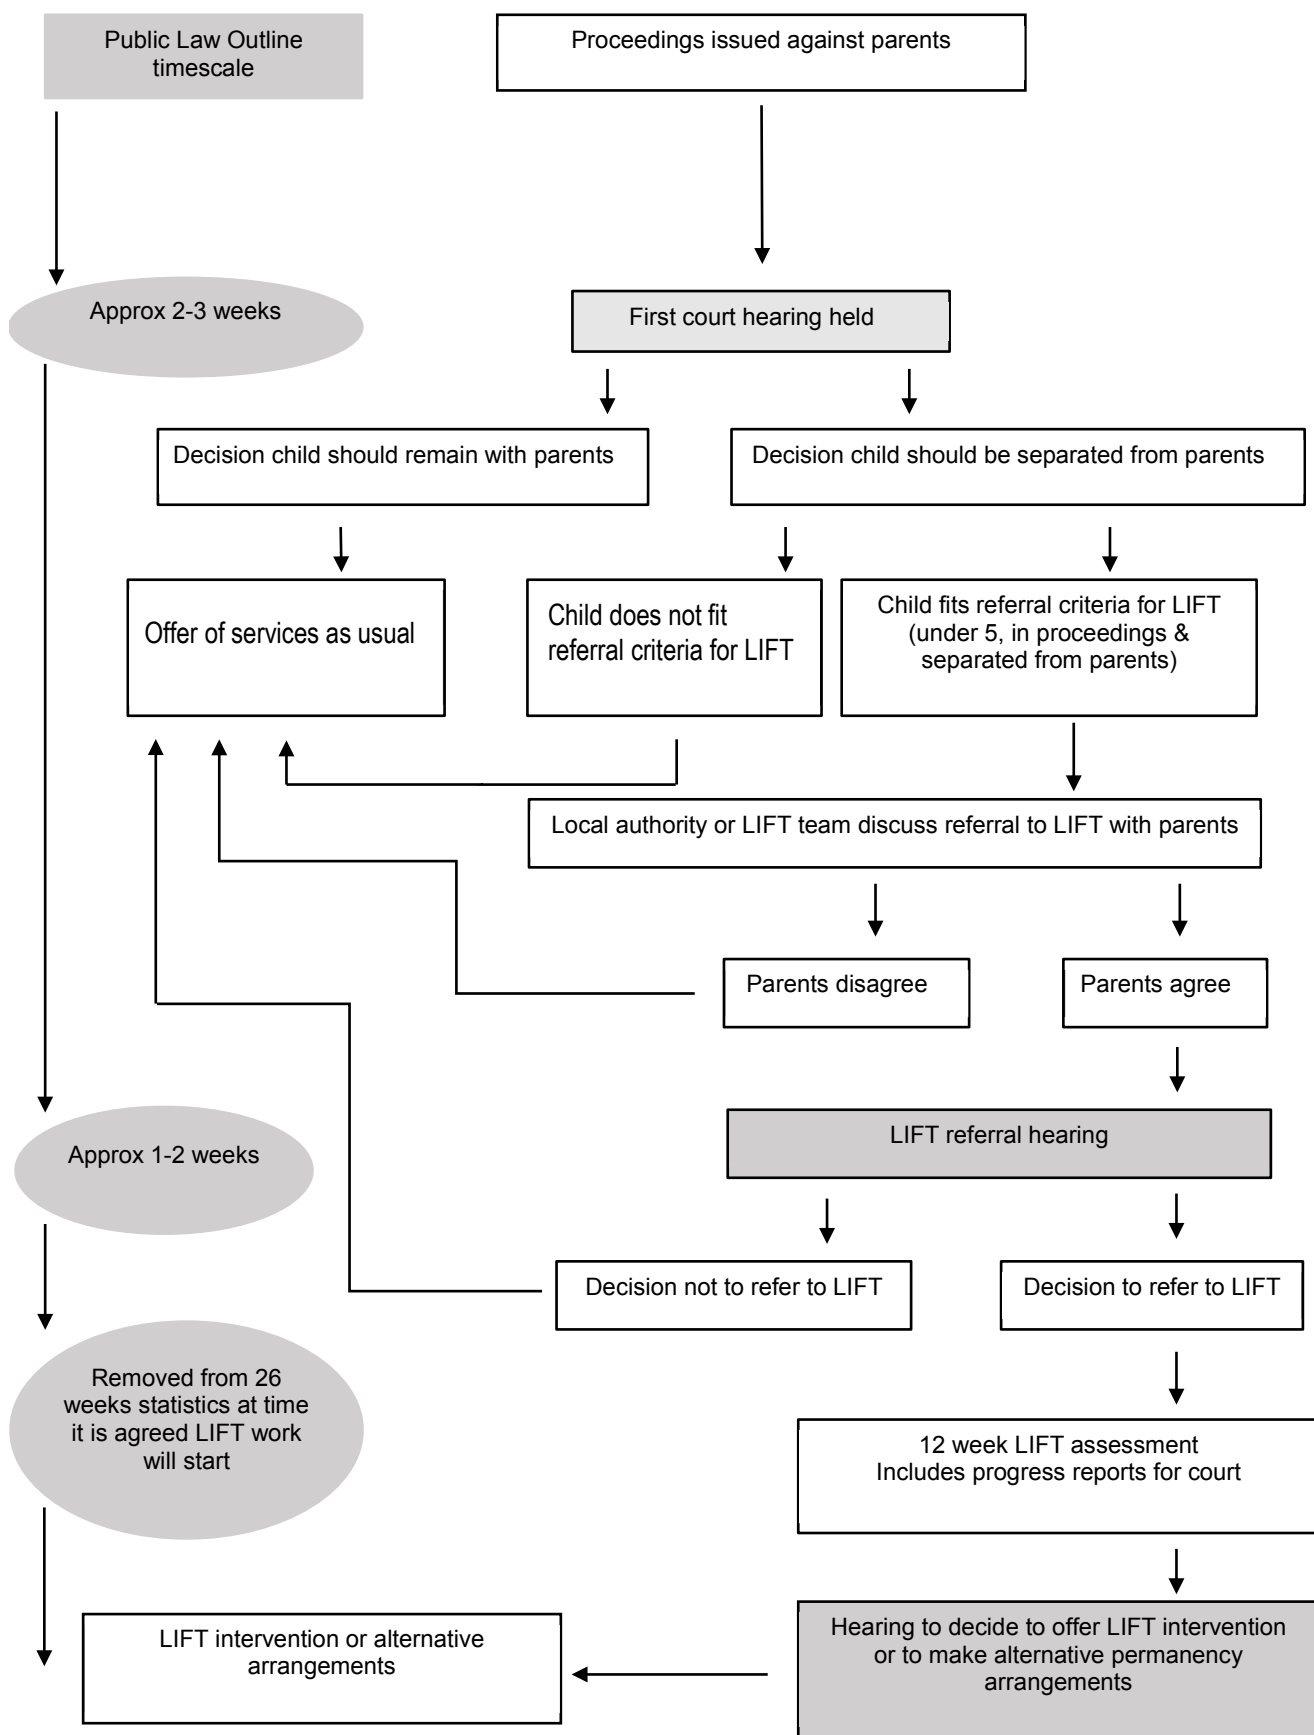 Public Law Outline
timescale
Proceedings issued against parents
Approx 2-3 weeks
First court hearing held
Decision child should remain with parents
Decision child should be separated from parents
Offer of services as usual
Child does not fit
referral criteria for LIFT
Child fits referral criteria for LIFT
(under 5, in proceedings &
separated from parents)
Local authority or LIFT team discuss referral to LIFT with parents
Parents disagree
Parents agree
LIFT referral hearing
Approx 1-2 weeks
Decision not to refer to LIFT
Decision to refer to LIFT
Removed from 26
weeks statistics at time
it is agreed LIFT work
will start
12 week LIFT assessment
Includes progress reports for court
LIFT intervention or alternative
arrangements
Hearing to decide to offer LIFT intervention
or to make alternative permanency
arrangements